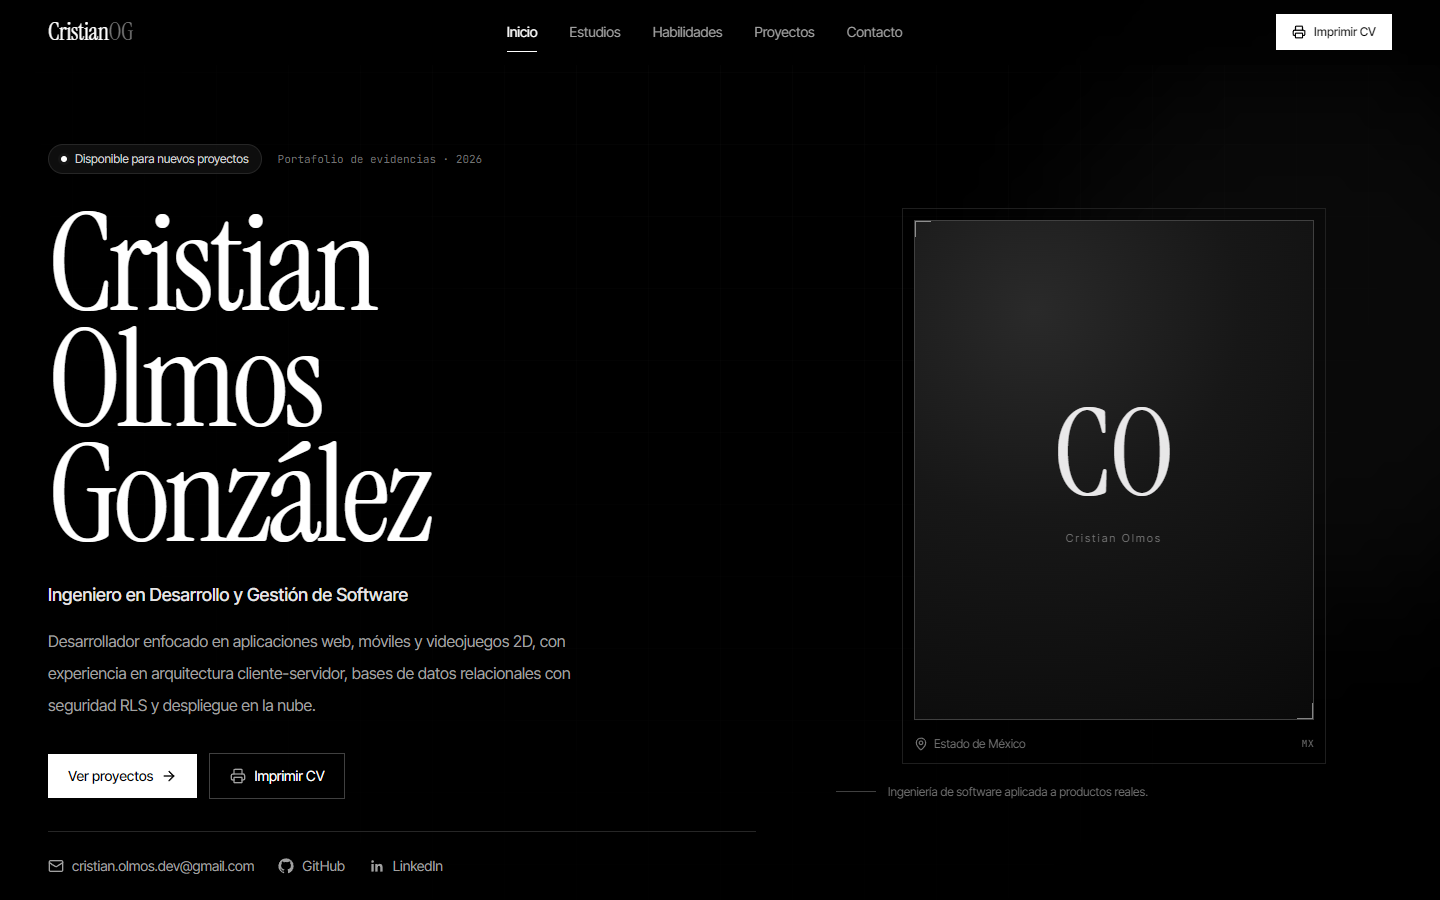 CristianOG
Inicio
Estudios
Habilidades
Proyectos
Contacto
Imprimir CV
Disponible para nuevos proyectos
Portafolio de evidencias · 2026
Cristian
Olmos
González
Ingeniero en Desarrollo y Gestión de Software
Desarrollador enfocado en aplicaciones web, móviles y videojuegos 2D, con
experiencia en arquitectura cliente-servidor, bases de datos relacionales con
seguridad RLS y despliegue en la nube.
Ver proyectos
Imprimir CV
cristian.olmos.dev@gmail.com
GitHub
LinkedIn
CO
Cristian Olmos
Estado de México
MX
Ingeniería de software aplicada a productos reales.